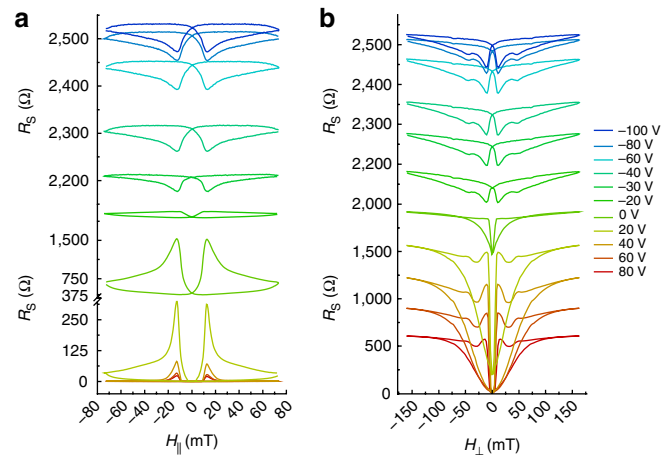 a
b
2,500
2,400
2,300
2,200
1,500
750
375
250
125
0
R_S (Ω)
R_S (Ω)
−80
−60
−40
−20
0
20
40
60
80
H_∥ (mT)
2,500
2,400
2,300
2,200
2,000
1,500
1,000
500
0
R_S (Ω)
R_S (Ω)
−150
−100
−50
0
50
100
150
H_⊥ (mT)
−100 V
−80 V
−60 V
−40 V
−30 V
−20 V
0 V
20 V
40 V
60 V
80 V